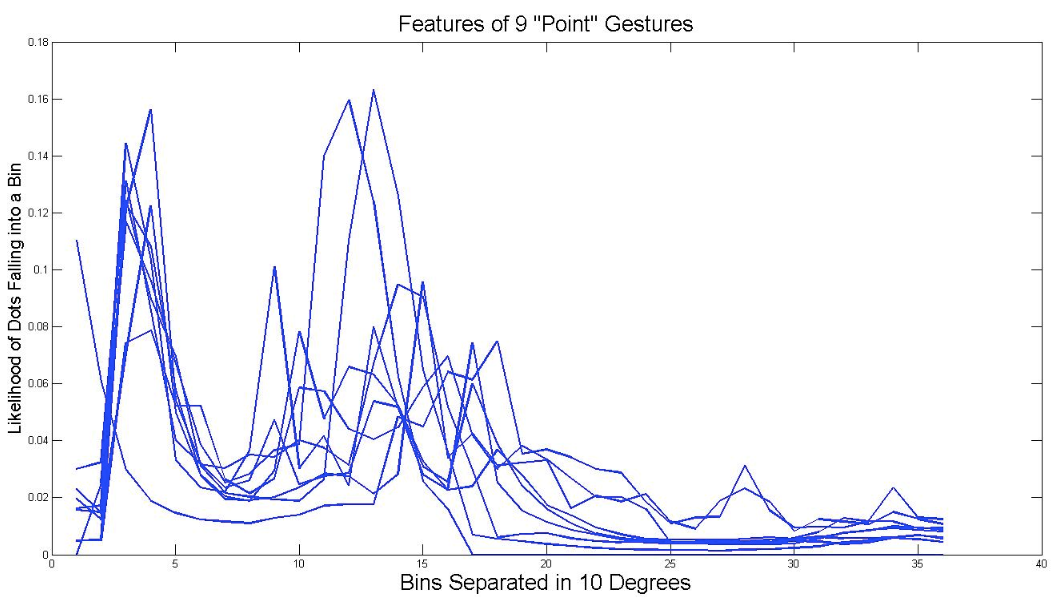 Features of 9 "Point" Gestures
0.18
0.16
0.14
0.12
0.1
0.08
0.06
0.04
0.02
0
Likelihood of Dots Falling into a Bin
0 5 10 15 20 25 30 35 40
Bins Separated in 10 Degrees